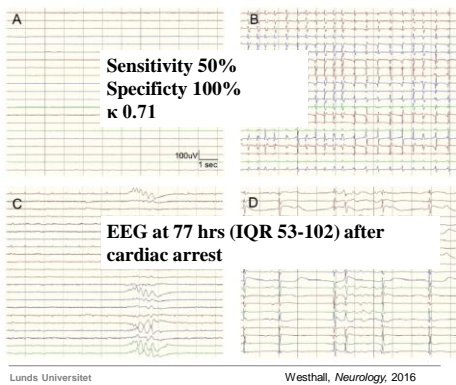 A
B
Sensitivity 50%
Specificty 100%
κ 0.71
100uV
1 sec
C
D
EEG at 77 hrs (IQR 53-102) after
cardiac arrest
Lunds Universitet
Westhall, Neurology, 2016